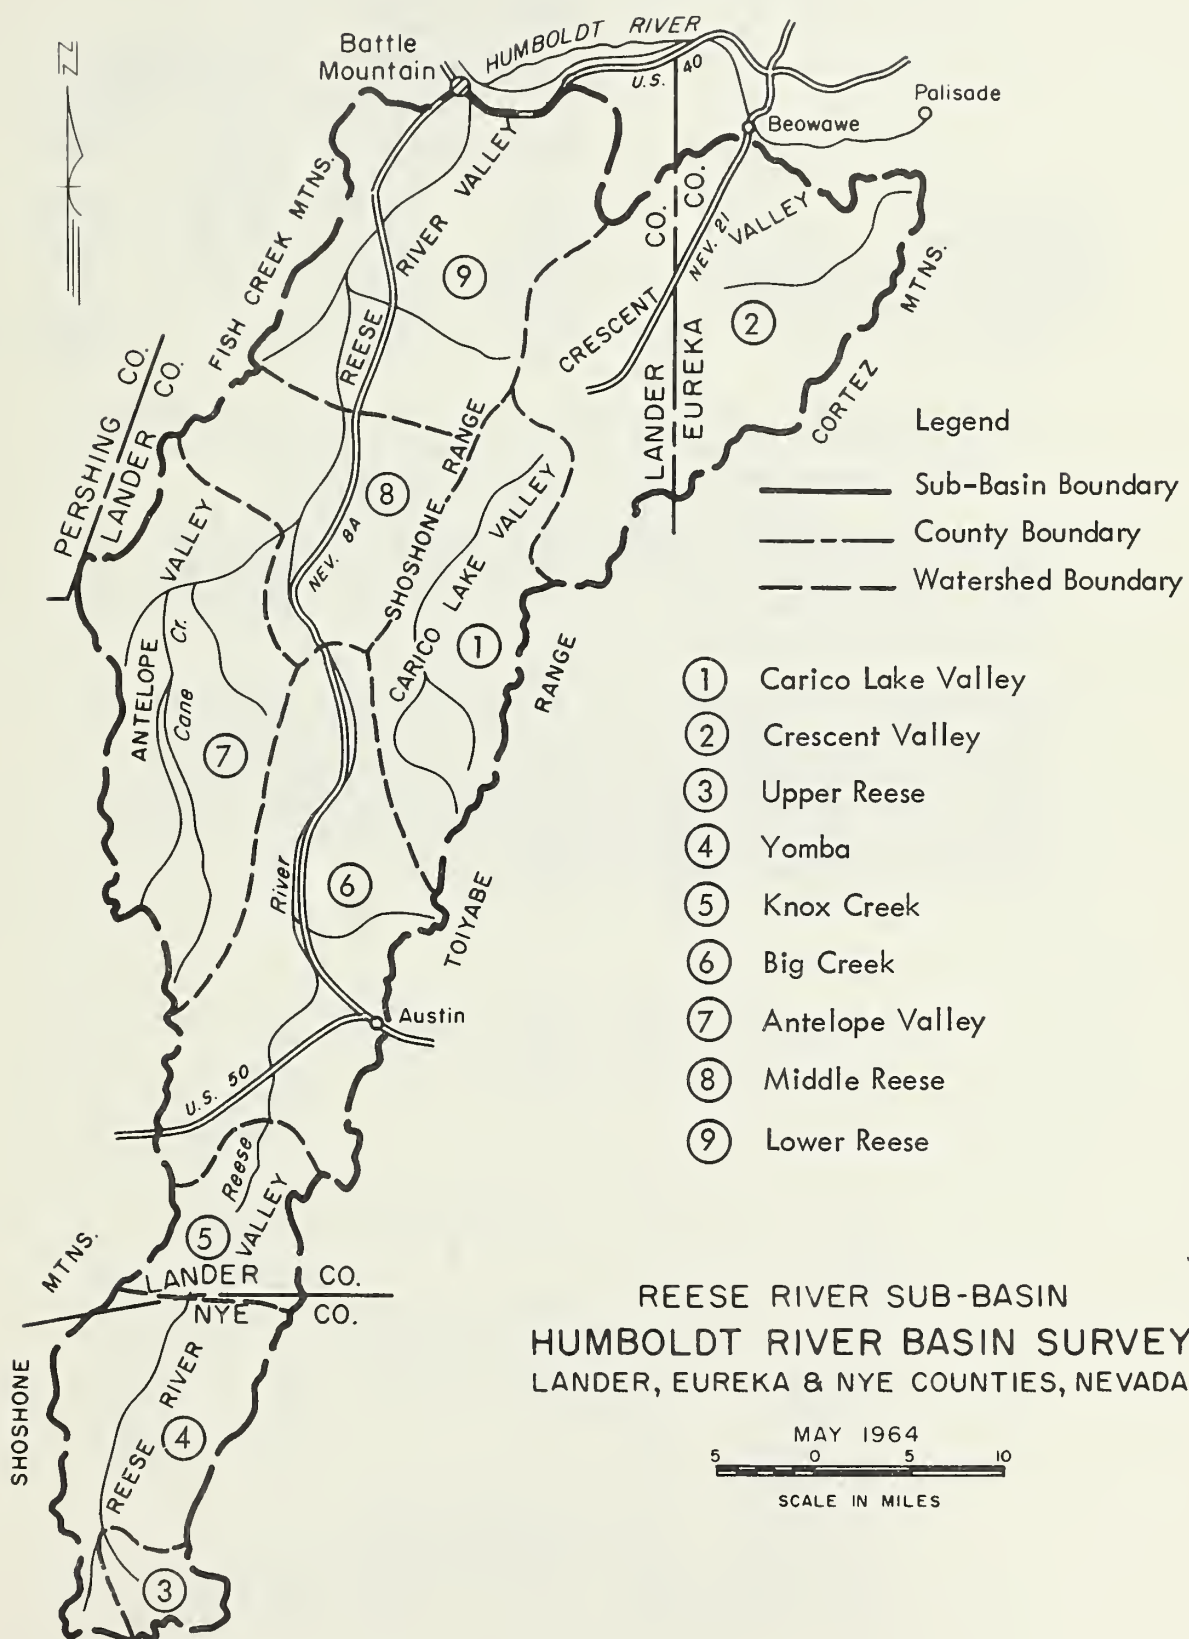 Battle
Mountain
HUMBOLDT RIVER
U.S. 40
Palisade
Beowawe
FISH CREEK MTNS.
REESE RIVER VALLEY
9
LANDER CO.
EUREKA CO.
NEV. 21
CRESCENT VALLEY
2
CORTEZ MTNS.
PERSHING CO.
LANDER CO.
SHOSHONE RANGE
8
NEV. 8A
CARICO LAKE VALLEY
1
ANTELOPE VALLEY
Cane Cr.
7
TOIYABE RANGE
River
6
Austin
U.S. 50
Reese
VALLEY
5
SHOSHONE MTNS.
LANDER CO.
NYE CO.
REESE RIVER
4
3
Legend
Sub-Basin Boundary
County Boundary
Watershed Boundary
1 Carico Lake Valley
2 Crescent Valley
3 Upper Reese
4 Yomba
5 Knox Creek
6 Big Creek
7 Antelope Valley
8 Middle Reese
9 Lower Reese
REESE RIVER SUB-BASIN
HUMBOLDT RIVER BASIN SURVEY
LANDER, EUREKA & NYE COUNTIES, NEVADA
MAY 1964
5 0 5 10
SCALE IN MILES